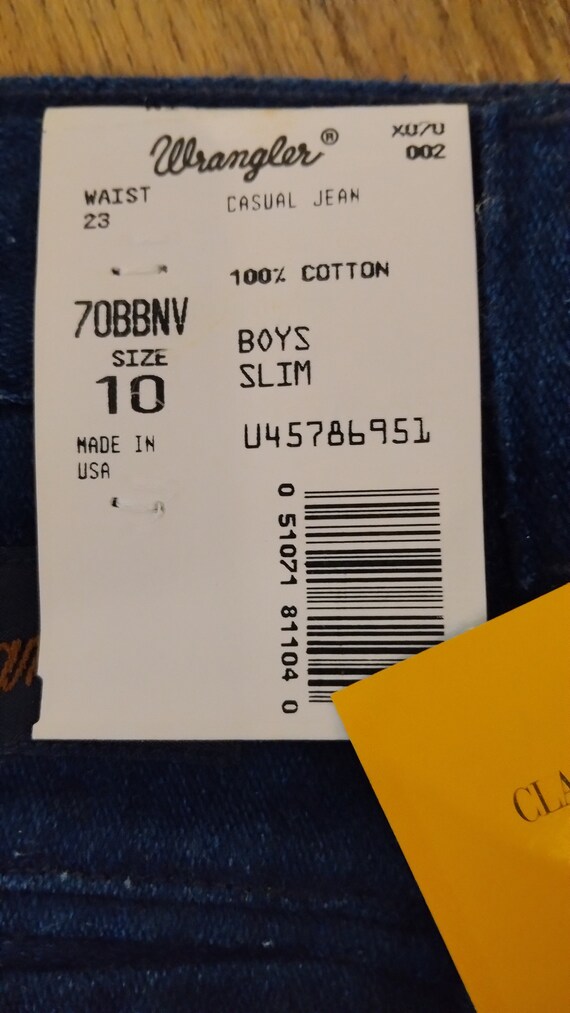 Wrangler®
XU7U
002
WAIST
23
CASUAL JEAN
100% COTTON
70BBNV
SIZE
10
BOYS
SLIM
MADE IN
USA
U45786951
0 51071 81104 0
CLA